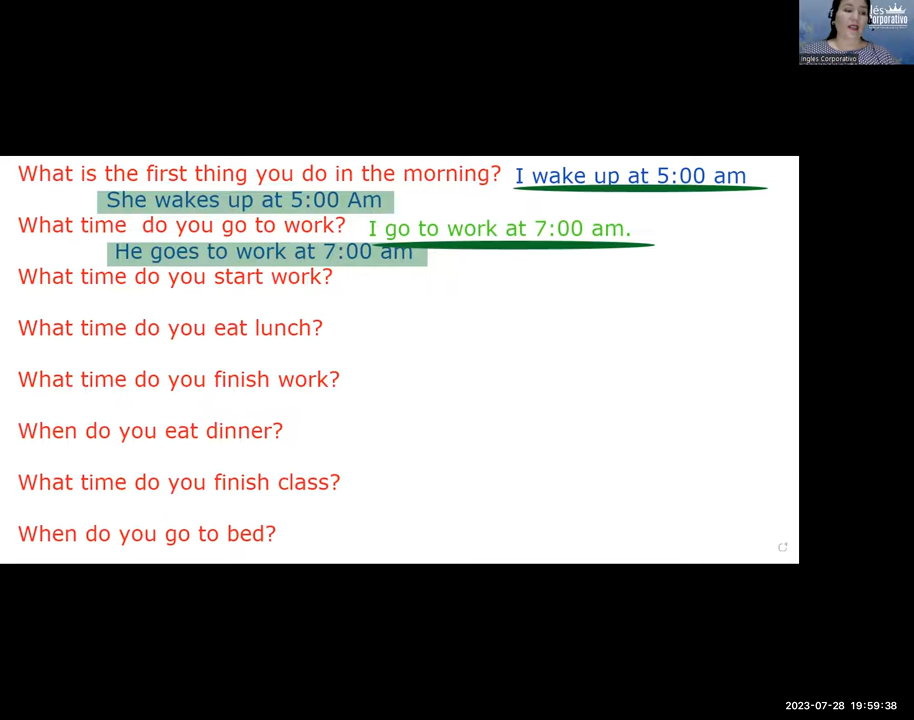 lés
Corporativo
Ingles Corporativo
What is the first thing you do in the morning? I wake up at 5:00 am
She wakes up at 5:00 Am
What time do you go to work? I go to work at 7:00 am.
He goes to work at 7:00 am
What time do you start work?
What time do you eat lunch?
What time do you finish work?
When do you eat dinner?
What time do you finish class?
When do you go to bed?
2023-07-28 19:59:38